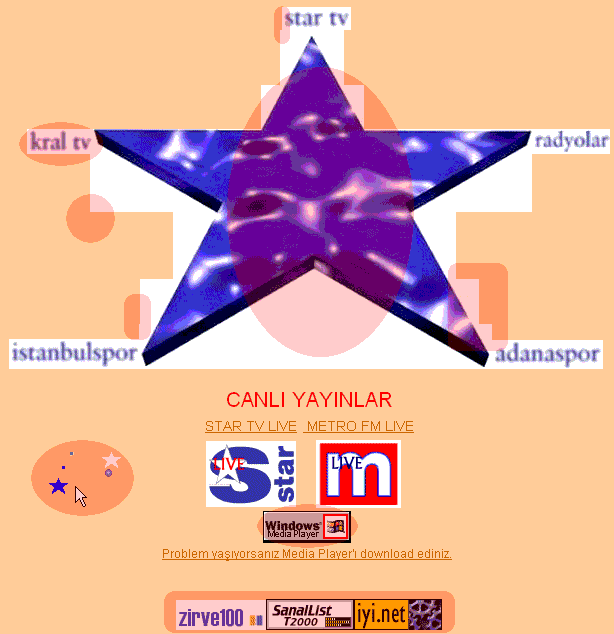 star tv
kral tv
radyolar
istanbulspor
adanaspor
CANLI YAYINLAR
STAR TV LIVE METRO FM LIVE
LIVE S star
LIVE m
Windows
Media Player
Problem yaşıyorsanız Media Player'ı download ediniz.
zirve100
SanalList
T2000
iyi.net